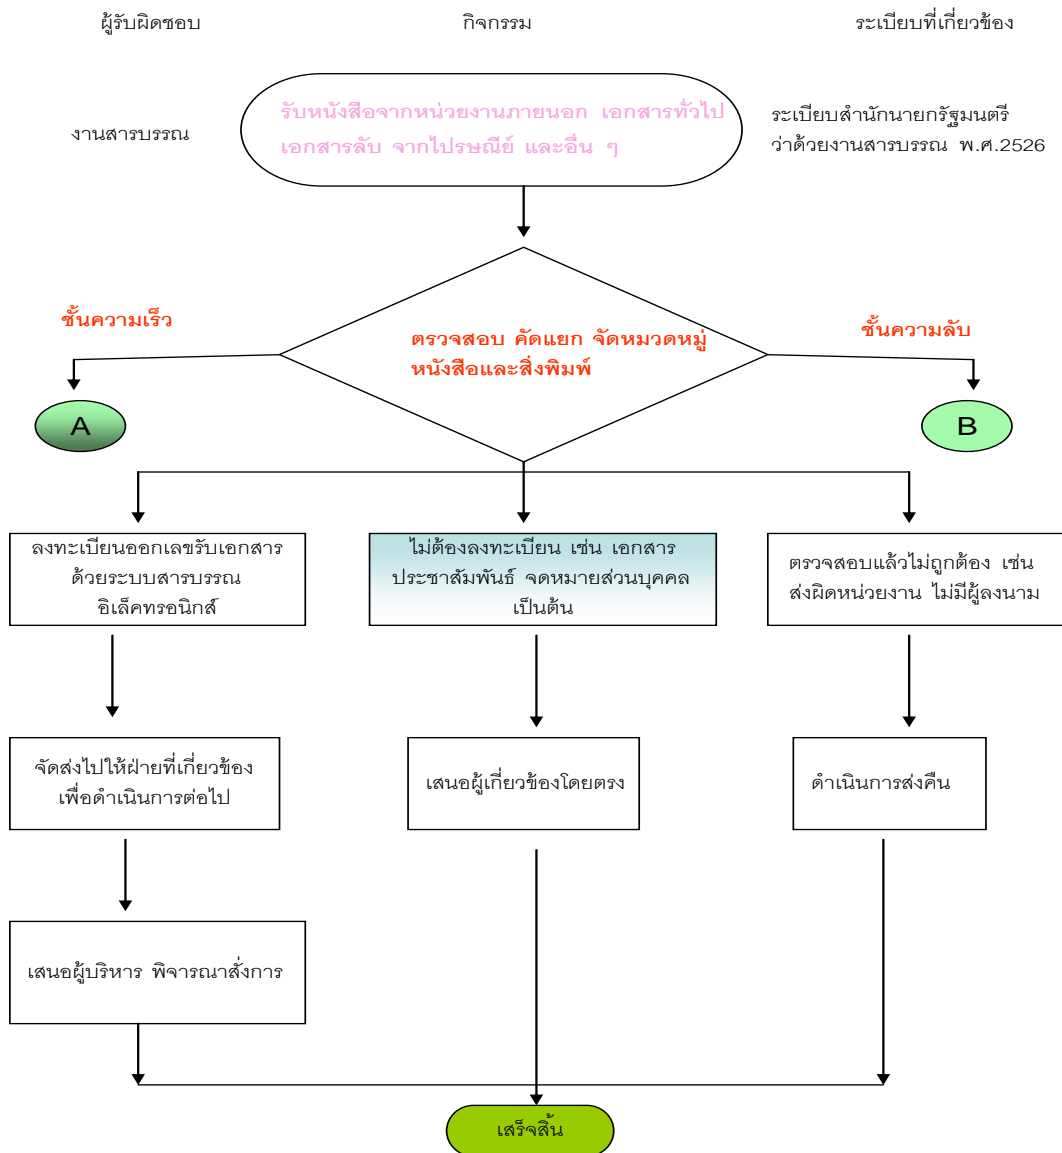 ผู้รับผิดชอบ
กิจกรรม
ระเบียบที่เกี่ยวข้อง
งานสารบรรณ
รับหนังสือจากหน่วยงานภายนอก เอกสารทั่วไป
เอกสารลับ จากไปรษณีย์ และอื่น ๆ
ระเบียบสำนักนายกรัฐมนตรี
ว่าด้วยงานสารบรรณ พ.ศ.2526
ชั้นความเร็ว
ตรวจสอบ คัดแยก จัดหมวดหมู่
หนังสือและสิ่งพิมพ์
ชั้นความลับ
A
B
ลงทะเบียนออกเลขรับเอกสาร
ด้วยระบบสารบรรณ
อิเล็คทรอนิกส์
ไม่ต้องลงทะเบียน เช่น เอกสาร
ประชาสัมพันธ์ จดหมายส่วนบุคคล
เป็นต้น
ตรวจสอบแล้วไม่ถูกต้อง เช่น
ส่งผิดหน่วยงาน ไม่มีผู้ลงนาม
จัดส่งไปให้ฝ่ายที่เกี่ยวข้อง
เพื่อดำเนินการต่อไป
เสนอผู้เกี่ยวข้องโดยตรง
ดำเนินการส่งคืน
เสนอผู้บริหาร พิจารณาสั่งการ
เสร็จสิ้น